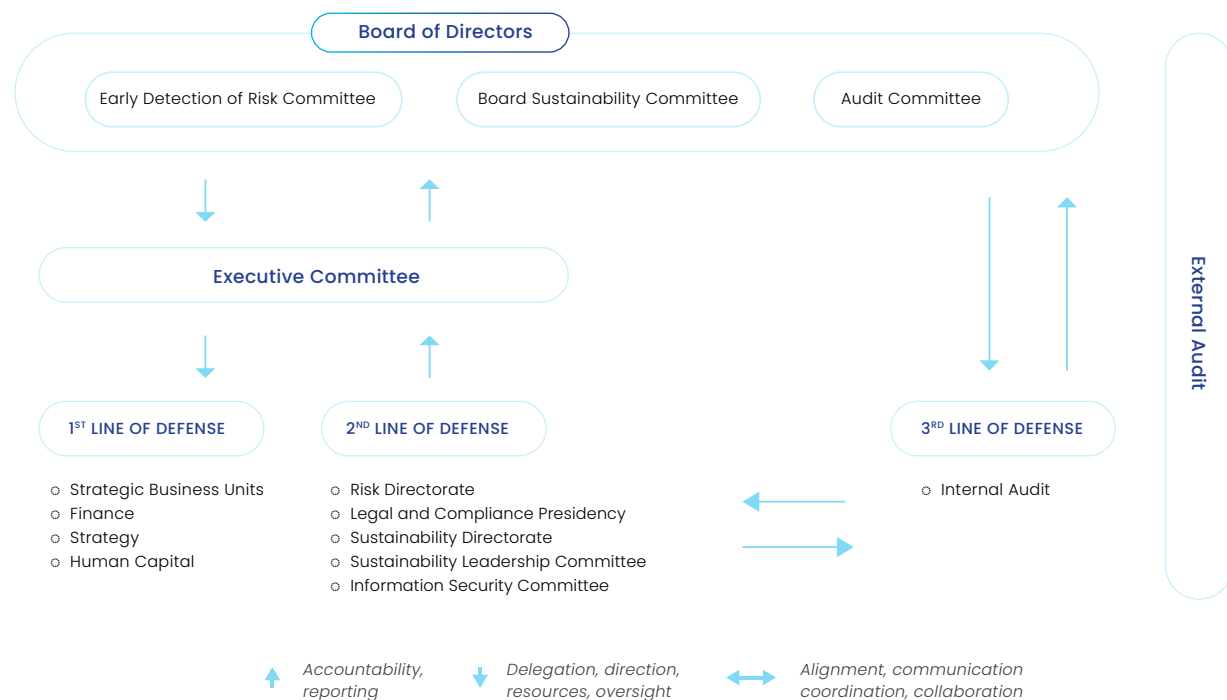 Board of Directors
Early Detection of Risk Committee
Board Sustainability Committee
Audit Committee
External Audit
Executive Committee
1ST LINE OF DEFENSE
2ND LINE OF DEFENSE
3RD LINE OF DEFENSE
Strategic Business Units
Finance
Strategy
Human Capital
Risk Directorate
Legal and Compliance Presidency
Sustainability Directorate
Sustainability Leadership Committee
Information Security Committee
Internal Audit
Accountability,
reporting
Delegation, direction,
resources, oversight
Alignment, communication
coordination, collaboration